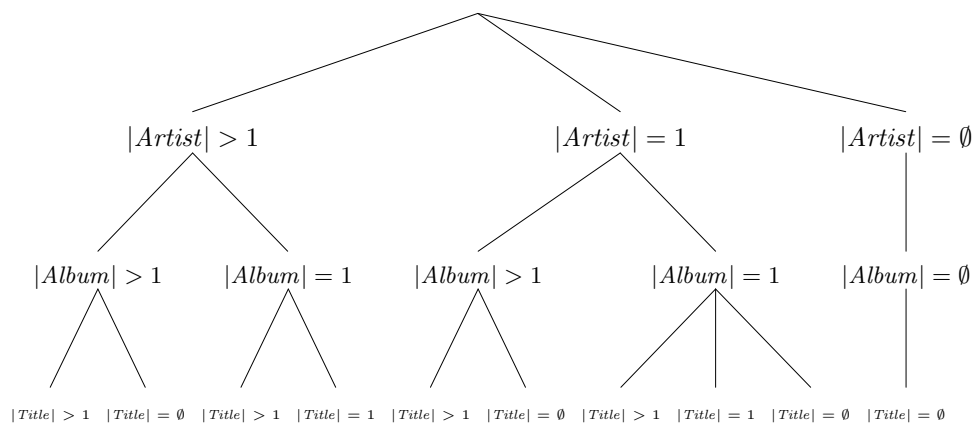 |Artist| > 1 |Artist| = 1 |Artist| = ∅
|Album| > 1 |Album| = 1 |Album| > 1 |Album| = 1 |Album| = ∅
|Title| > 1 |Title| = ∅ |Title| > 1 |Title| = 1 |Title| > 1 |Title| = ∅ |Title| > 1 |Title| = 1 |Title| = ∅ |Title| = ∅